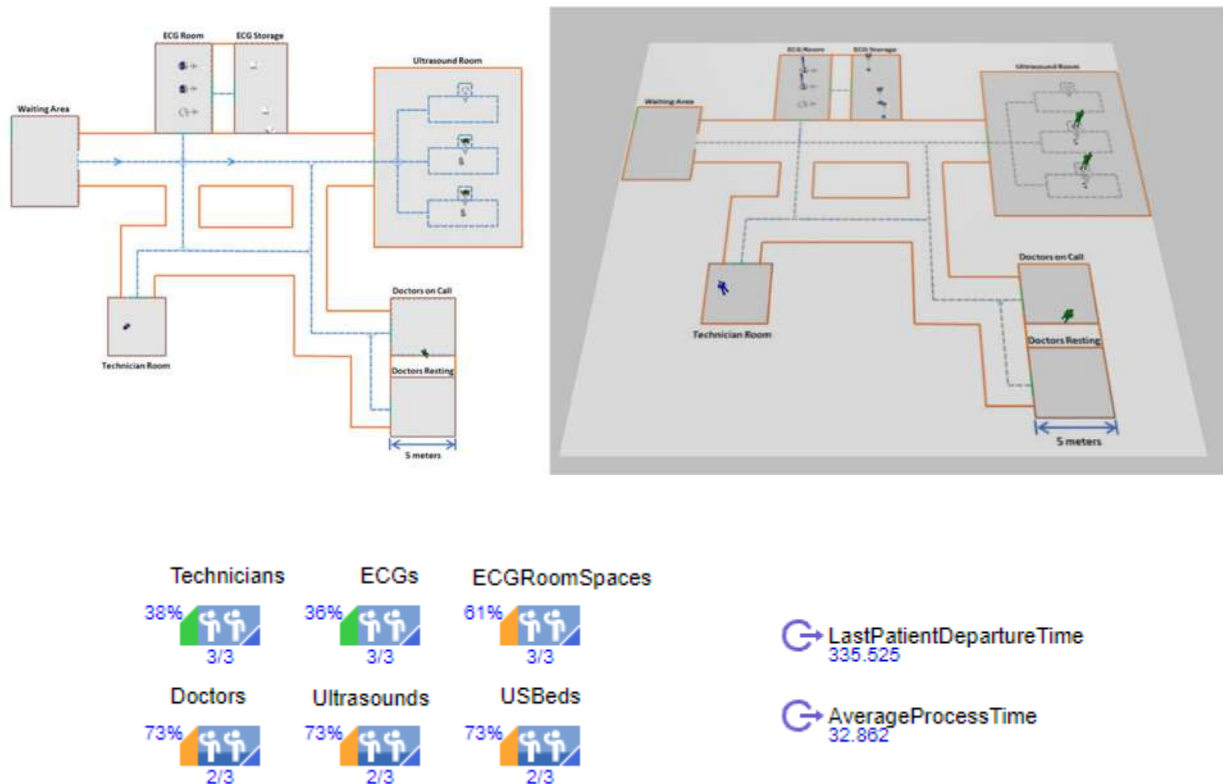 ECG Room
ECG Storage
Ultrasound Room
Waiting Area
Doctors on Call
Technician Room
Doctors Resting
5 meters
ECG Room
ECG Storage
Ultrasound Room
Waiting Area
Doctors on Call
Technician Room
Doctors Resting
5 meters
Technicians
38%
3/3
ECGs
36%
3/3
ECGRoomSpaces
61%
3/3
Doctors
73%
2/3
Ultrasounds
73%
2/3
USBeds
73%
2/3
LastPatientDepartureTime
335.525
AverageProcessTime
32.862